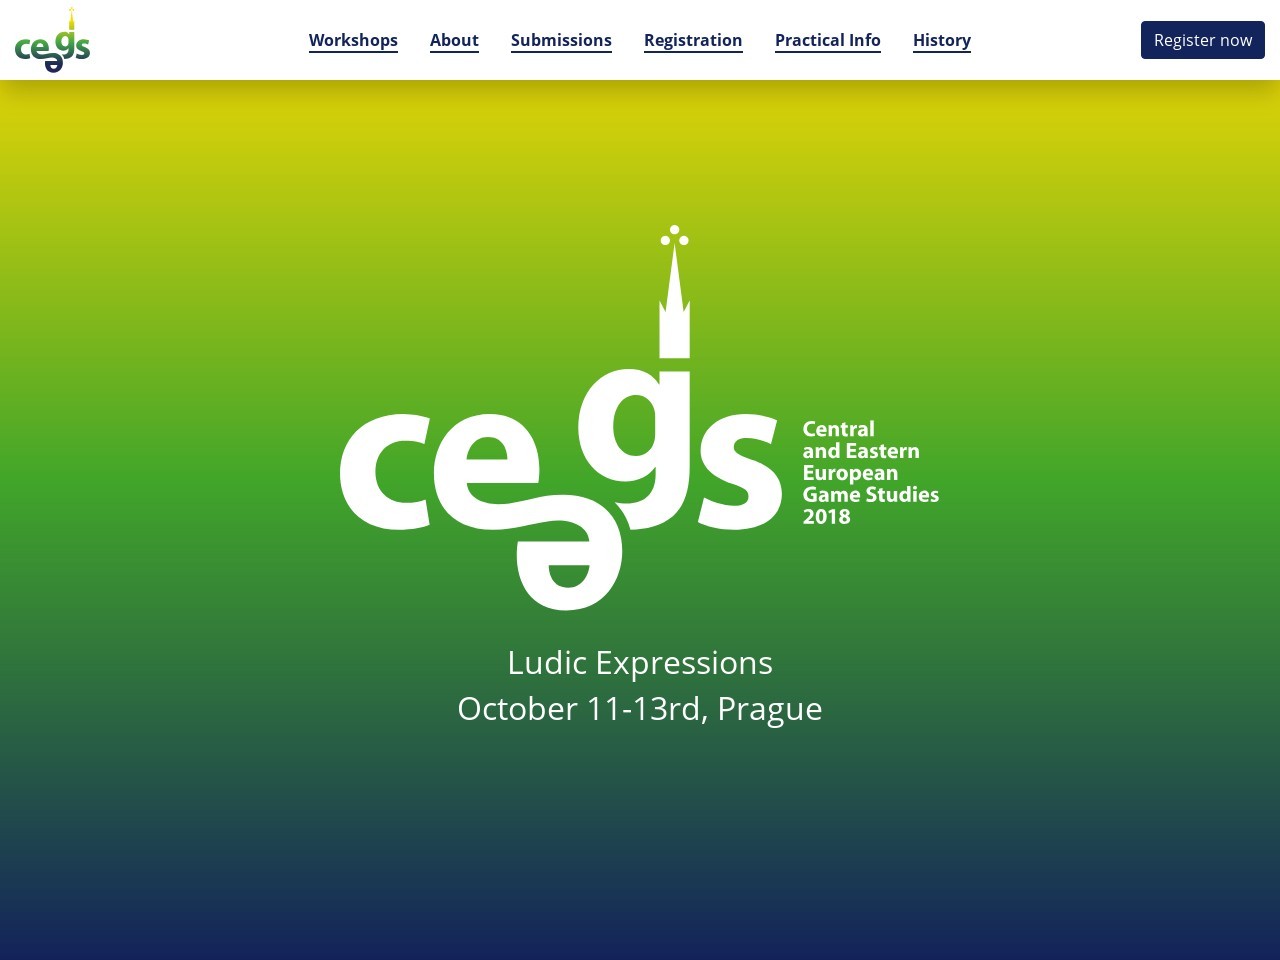 ceegs
Workshops
About
Submissions
Registration
Practical Info
History
Register now
ceegs
Central
and Eastern
European
Game Studies
2018
Ludic Expressions
October 11-13rd, Prague